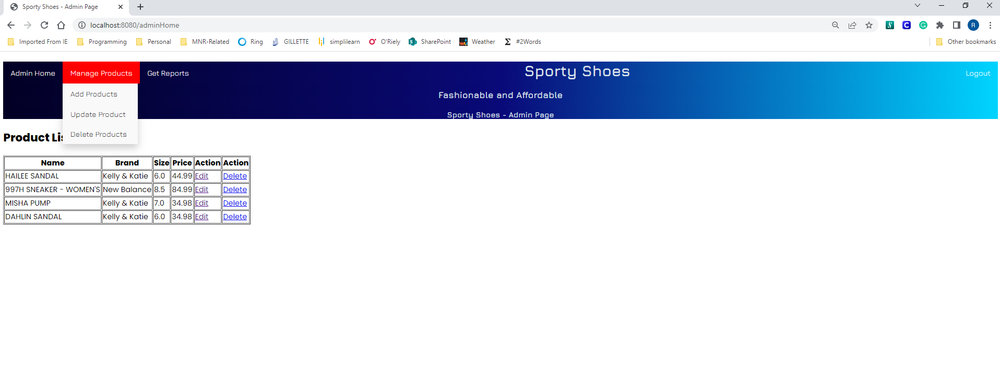 Sporty Shoes - Admin Page
localhost:8080/adminHome
R
Imported From IE Programming Personal MNR-Related Ring GILLETTE simplilearn O'Riely SharePoint Weather #2Words Other bookmarks
Admin Home Manage Products Get Reports Sporty Shoes Logout
Add Products
Fashionable and Affordable
Update Product
Sporty Shoes - Admin Page
Delete Products
Product Li
Name Brand Size Price Action Action
HAILEE SANDAL Kelly & Katie 6.0 44.99 Edit Delete
997H SNEAKER - WOMEN'S New Balance 8.5 84.99 Edit Delete
MISHA PUMP Kelly & Katie 7.0 34.98 Edit Delete
DAHLIN SANDAL Kelly & Katie 6.0 34.98 Edit Delete